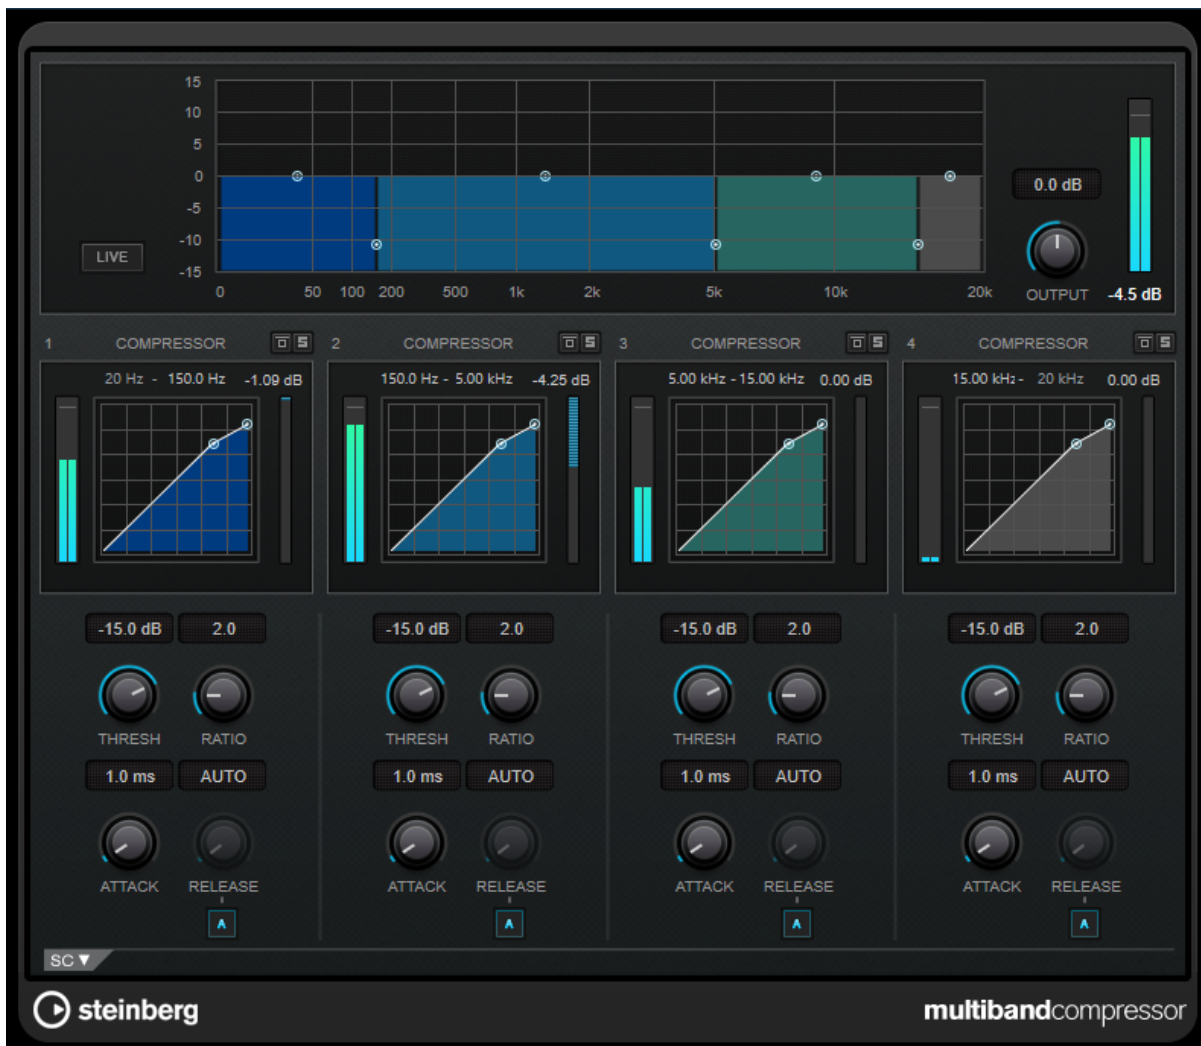 15
10
5
0
-5
-10
-15
LIVE
0 50 100 200 500 1k 2k 5k 10k 20k
0.0 dB
OUTPUT -4.5 dB
1 COMPRESSOR S 2 COMPRESSOR S 3 COMPRESSOR S 4 COMPRESSOR S
20 Hz - 150.0 Hz -1.09 dB 150.0 Hz - 5.00 kHz -4.25 dB 5.00 kHz - 15.00 kHz 0.00 dB 15.00 kHz - 20 kHz 0.00 dB
-15.0 dB 2.0 -15.0 dB 2.0 -15.0 dB 2.0 -15.0 dB 2.0
THRESH RATIO THRESH RATIO THRESH RATIO THRESH RATIO
1.0 ms AUTO 1.0 ms AUTO 1.0 ms AUTO 1.0 ms AUTO
ATTACK RELEASE ATTACK RELEASE ATTACK RELEASE ATTACK RELEASE
A A A A
SC ▼
steinberg multibandcompressor